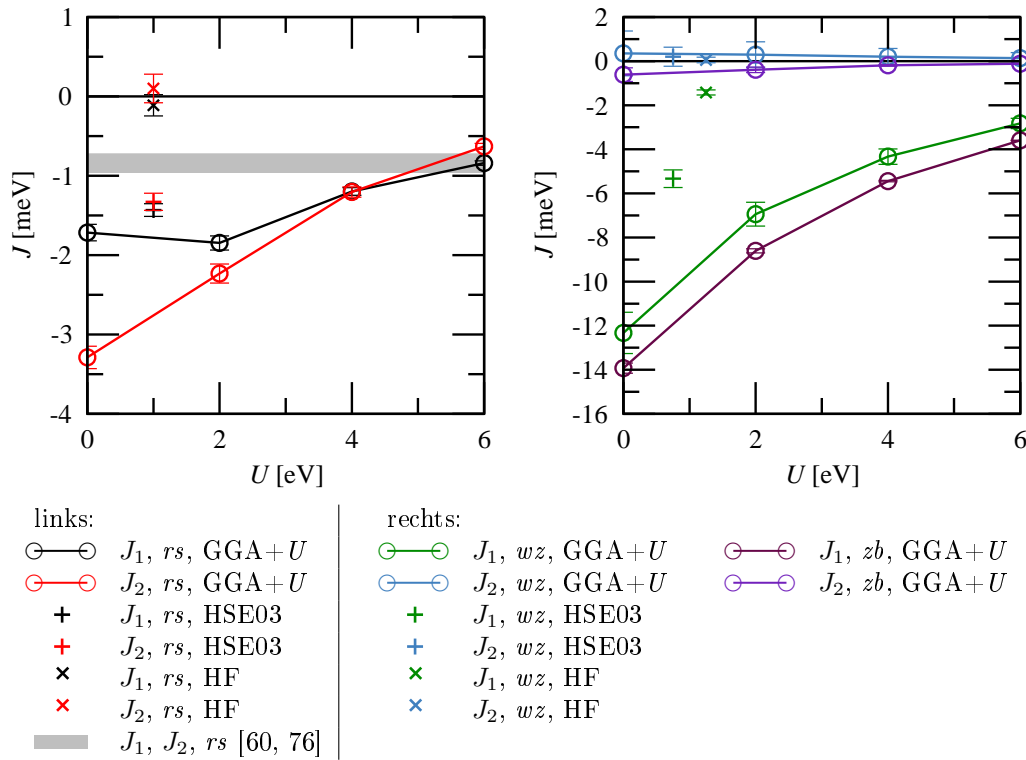 1
0
-1
-2
-3
-4
J [meV]
0 2 4 6
U [eV]
2
0
-2
-4
-6
-8
-10
-12
-14
-16
J [meV]
0 2 4 6
U [eV]
links:
J₁, rs, GGA+U
J₂, rs, GGA+U
J₁, rs, HSE03
J₂, rs, HSE03
J₁, rs, HF
J₂, rs, HF
J₁, J₂, rs [60, 76]
rechts:
J₁, wz, GGA+U
J₂, wz, GGA+U
J₁, wz, HSE03
J₂, wz, HSE03
J₁, wz, HF
J₂, wz, HF
J₁, zb, GGA+U
J₂, zb, GGA+U